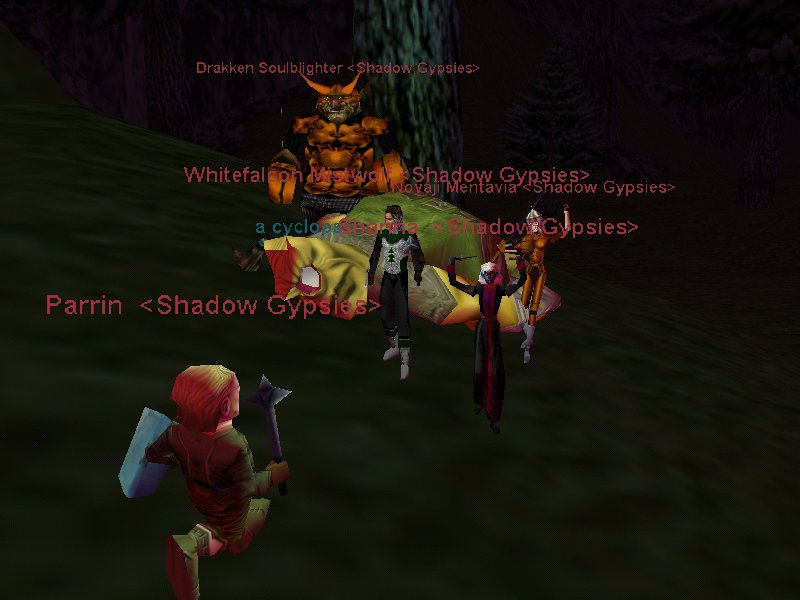 Drakken Soulblighter <Shadow Gypsies>
Whitefalcon Mistwolf <Shadow Gypsies>
Novaji Mentavia <Shadow Gypsies>
a cyclops
<Shadow Gypsies>
Parrin <Shadow Gypsies>